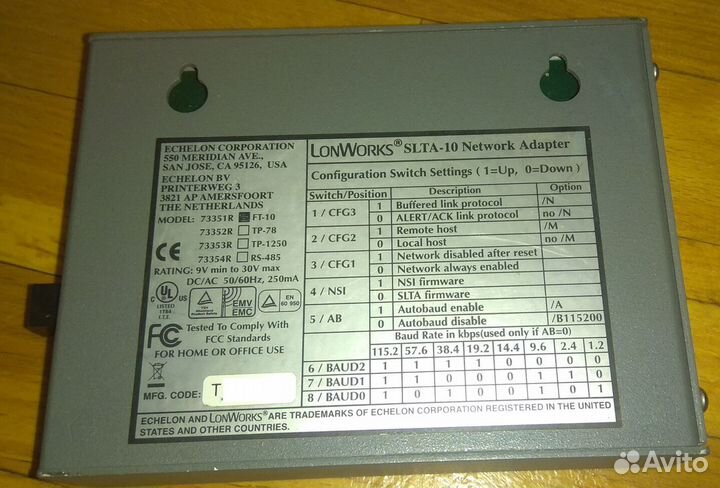 ECHELON CORPORATION
550 MERIDIAN AVE.,
SAN JOSE, CA 95126, USA
ECHELON BV
PRINTERWEG 3
3821 AP AMERSFOORT
THE NETHERLANDS
MODEL: 73351R FT-10
73352R TP-78
73353R TP-1250
73354R RS-485
RATING: 9V min to 30V max
DC/AC 50/60Hz, 250mA
CE
C UL US
LISTED
1T84
I.T.E.
TÜV
EMV
EMC
EN
60 950
FC Tested To Comply With
FCC Standards
FOR HOME OR OFFICE USE
MFG. CODE: T
LONWORKS® SLTA-10 Network Adapter
Configuration Switch Settings ( 1=Up, 0=Down )
Switch/Position Description Option
1 / CFG3 1 Buffered link protocol /N
0 ALERT/ACK link protocol no /N
2 / CFG2 1 Remote host /M
0 Local host no /M
3 / CFG1 1 Network disabled after reset
0 Network always enabled
4 / NSI 1 NSI firmware
0 SLTA firmware
5 / AB 1 Autobaud enable /A
0 Autobaud disable /B115200
Baud Rate in kbps(used only if AB=0)
115.2 57.6 38.4 19.2 14.4 9.6 2.4 1.2
6 / BAUD2 1 1 1 1 0 0 0 0
7 / BAUD1 1 1 0 0
8 / BAUD0 1 0 1 0
ECHELON AND LONWORKS® ARE TRADEMARKS OF ECHELON CORPORATION REGISTERED IN THE UNITED
STATES AND OTHER COUNTRIES.
Avito